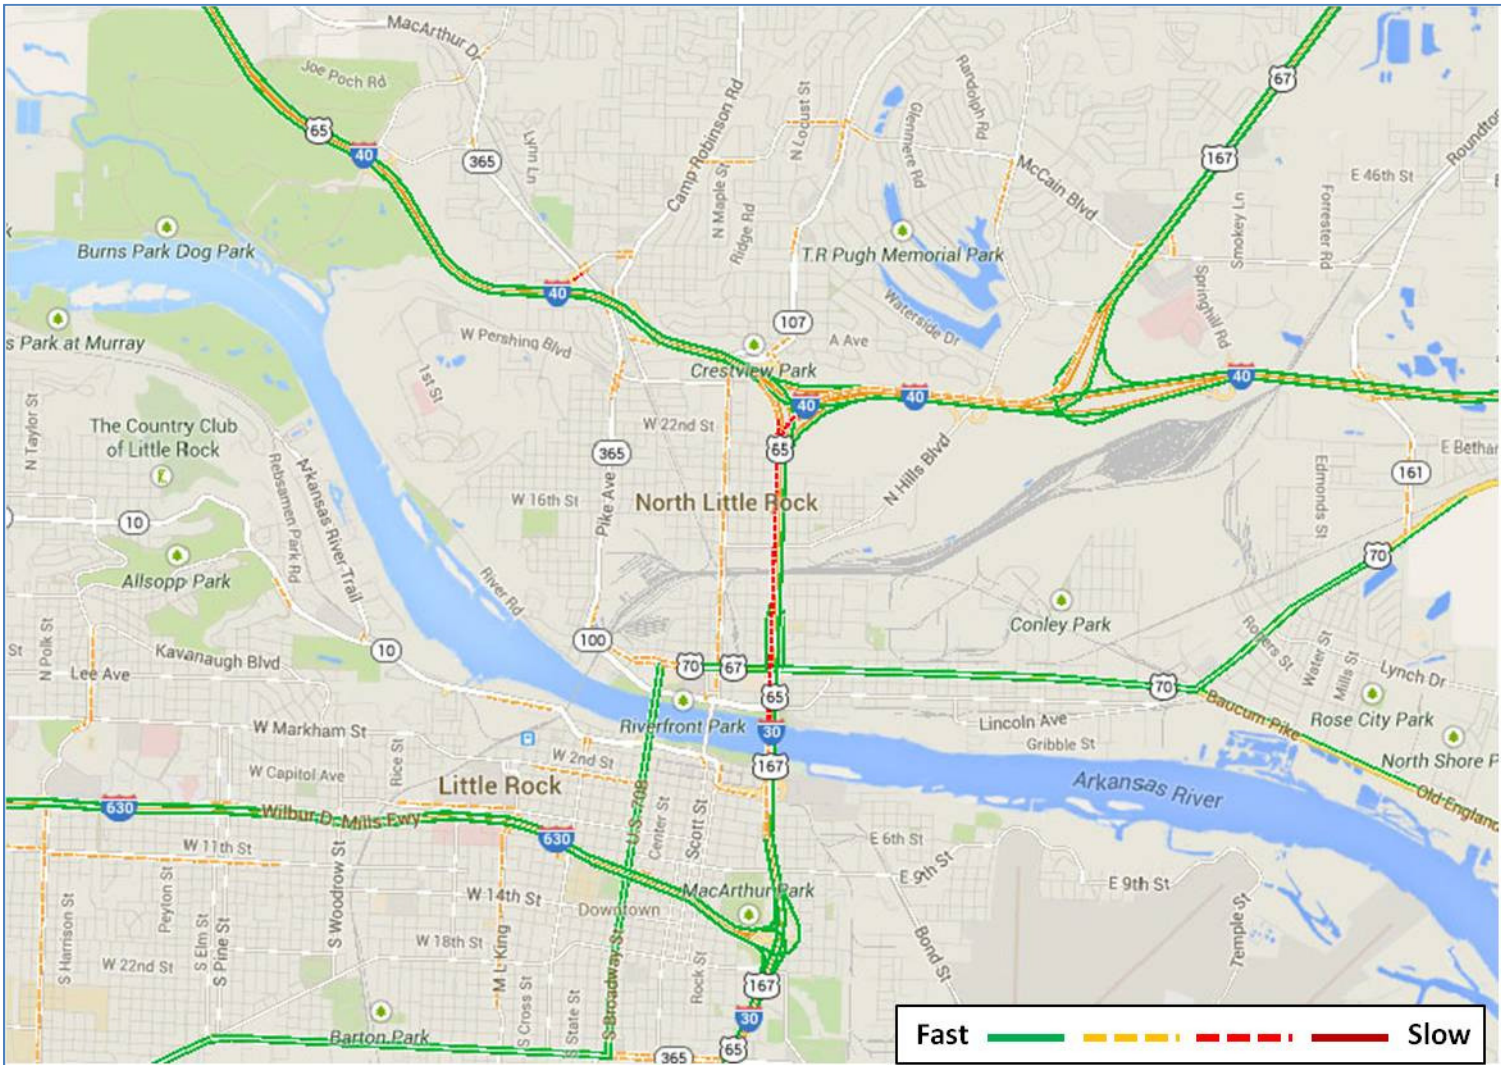 MacArthur Dr
67
Joe Poch Rd
Randolph Rd
65
N Locust St
Glenmere Rd
Roundto
40
365
Lynn Ln
Camp Robinson Rd
167
McCain Blvd
E 46th St
N Maple St
Ridge Rd
Smokey Ln
Forrester Rd
Burns Park Dog Park
T.R Pugh Memorial Park
40
Springhill Rd
Waterside Dr
107
s Park at Murray
W Pershing Blvd
A Ave
1st St
Crestview Park
40
40
40
N Taylor St
The Country Club
of Little Rock
W 22nd St
65
365
E Bethar
161
Rebsamen Park Rd
Arkansas River Trail
W 16th St
Pike Ave
North Little Rock
N Hills Blvd
Edmonds St
10
70
Allsopp Park
River Rd
100
Conley Park
Rogers St
Water St
Mills St
St
N Polk St
Kavanaugh Blvd
10
Lee Ave
70
67
70
Lynch Dr
65
Baucum Pike
Rose City Park
Riverfront Park
Lincoln Ave
W Markham St
30
Gribble St
W 2nd St
North Shore P
W Capitol Ave
Rice St
167
Little Rock
Arkansas River
Old England
630
Wilbur D. Mills Fwy
U.S 70B
Center St
Scott St
630
W 11th St
E 6th St
E 9th St
E 9th St
Peyton St
S Woodrow St
W 14th St
MacArthur Park
Downtown
S Harrison St
S Elm St
S Pine St
W 18th St
M L King
S Broadway St
Rock St
Bond St
Temple St
W 22nd St
S Cross St
S State St
167
Barton Park
30
365
65
Fast
Slow